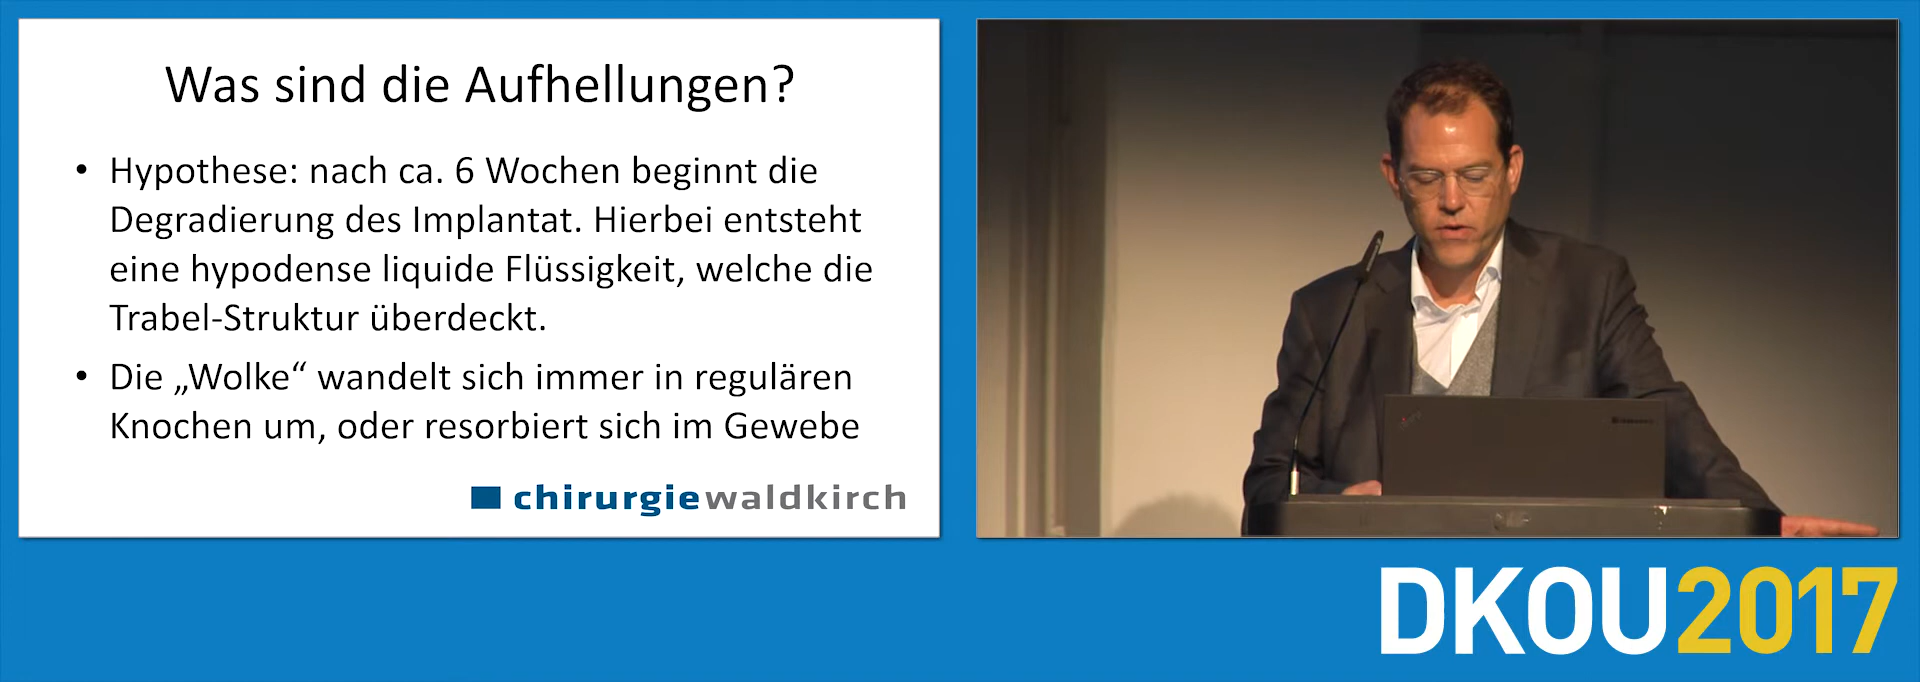 Was sind die Aufhellungen?
• Hypothese: nach ca. 6 Wochen beginnt die
Degradierung des Implantat. Hierbei entsteht
eine hypodense liquide Flüssigkeit, welche die
Trabel-Struktur überdeckt.
• Die „Wolke“ wandelt sich immer in regulären
Knochen um, oder resorbiert sich im Gewebe
chirurgiewaldkirch
DKOU2017